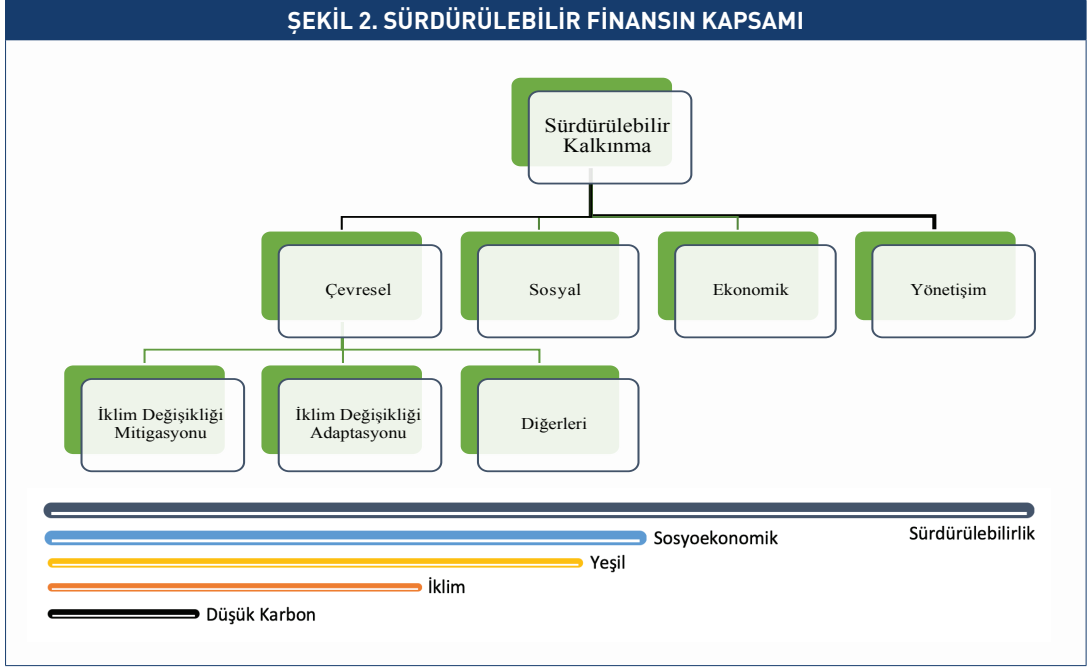 ŞEKİL 2. SÜRDÜRÜLEBİLİR FİNANSIN KAPSAMI
Sürdürülebilir
Kalkınma
Çevresel
Sosyal
Ekonomik
Yönetişim
İklim Değişikliği
Mitigasyonu
İklim Değişikliği
Adaptasyonu
Diğerleri
Sürdürülebilirlik
Sosyoekonomik
Yeşil
İklim
Düşük Karbon